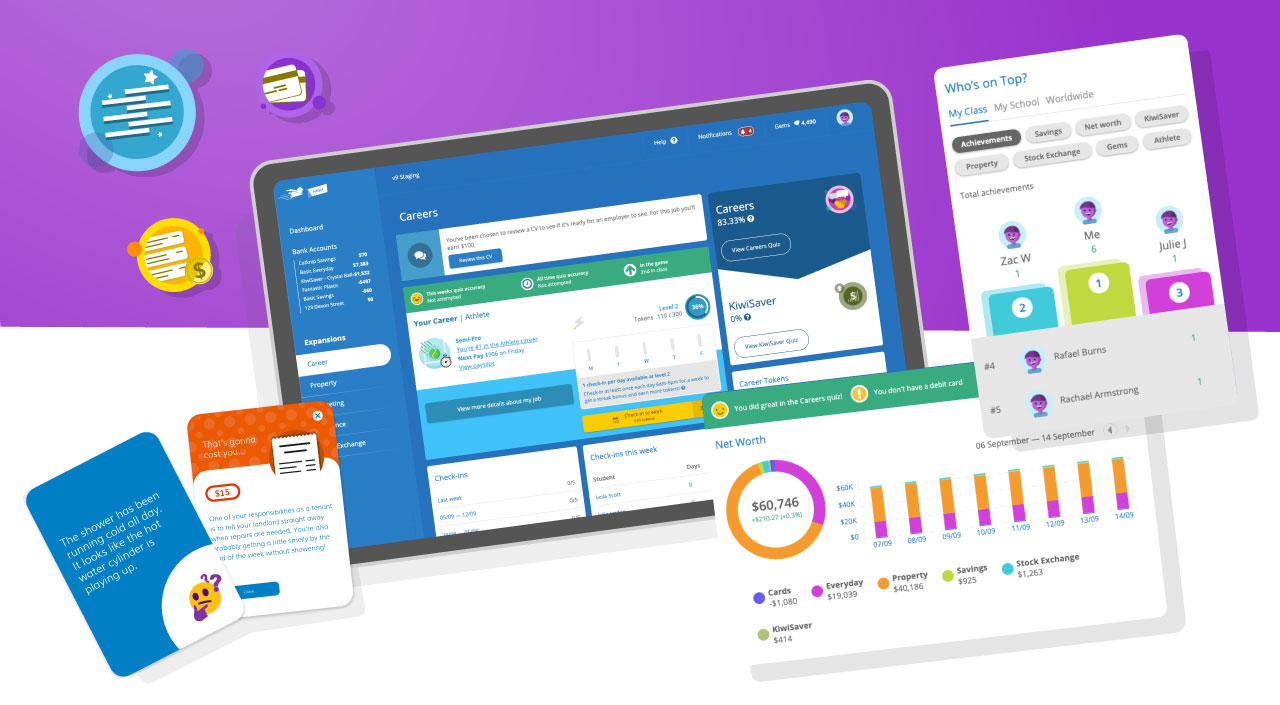 v9 Staging
Help
Notifications
4
Gems
4,490
Dashboard
Bank Accounts
Catknip Savings $70
Basic Everyday $7,383
KiwiSaver - Crystal Ball -$1,532
Fantastic Plastic -$497
Basic Savings -$60
129 Devon Street $0
Expansions
Career
Property
Exchange
Careers
You've been chosen to review a CV to see if it's ready for an employer to see. For this job you'll
earn $100.
Review this CV
This weeks quiz accuracy
Not attempted
All time quiz accuracy
Not attempted
In the game
2nd in class
Your Career | Athlete
Level 2
Tokens 110 / 300
36%
Semi-Pro
You're #1 in the Athlete career
Next Pay $906 on Friday
View payslips
M T W T F
1 check-in per day available at level 2
Check-in at least once each day 6am-6pm for a week to
get a streak bonus and earn more tokens!
View more details about my job
Check-in to work
Check-ins
Last week 0/5
05/09 — 12/09 0/5
0/5
Check-ins this week
Student Days
Leila Scott 0
Careers
83.33%
View Careers Quiz
KiwiSaver
0%
View KiwiSaver Quiz
Career Tokens
Who's on Top?
My Class My School Worldwide
Achievements Savings Net worth KiwiSaver
Property Stock Exchange Gems Athlete
Total achievements
Zac W
1
Me
6
Julie J
1
2
1
3
#4 Rafael Burns 1
#5 Rachael Armstrong 1
You did great in the Careers quiz!
You don't have a debit card
Net Worth
06 September — 14 September
$60,746
+$210.27 (+0.3%)
$60K
$40K
$20K
$0
07/09 08/09 09/09 10/09 11/09 12/09 13/09 14/09
Cards
-$1,080
Everyday
$19,039
Property
$40,186
Savings
$925
Stock Exchange
$1,263
KiwiSaver
$414
The shower has been
running cold all day.
It looks like the hot
water cylinder is
playing up.
That's gonna
cost you...
$15
One of your responsibilities as a tenant
is to tell your landlord straight away
when repairs are needed. You're also
probably getting a little smelly by the
end of the week without showering!
Close
$